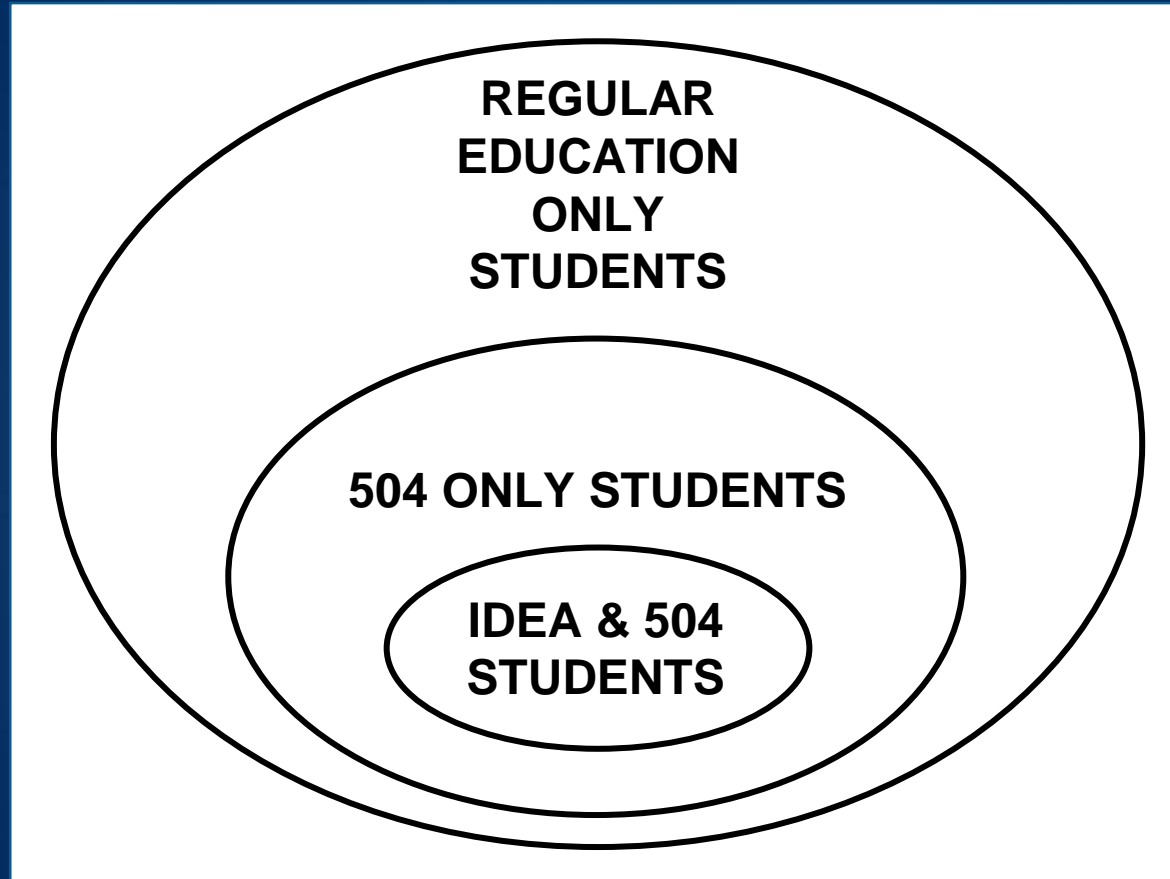 REGULAR
EDUCATION
ONLY
STUDENTS
504 ONLY STUDENTS
IDEA & 504
STUDENTS